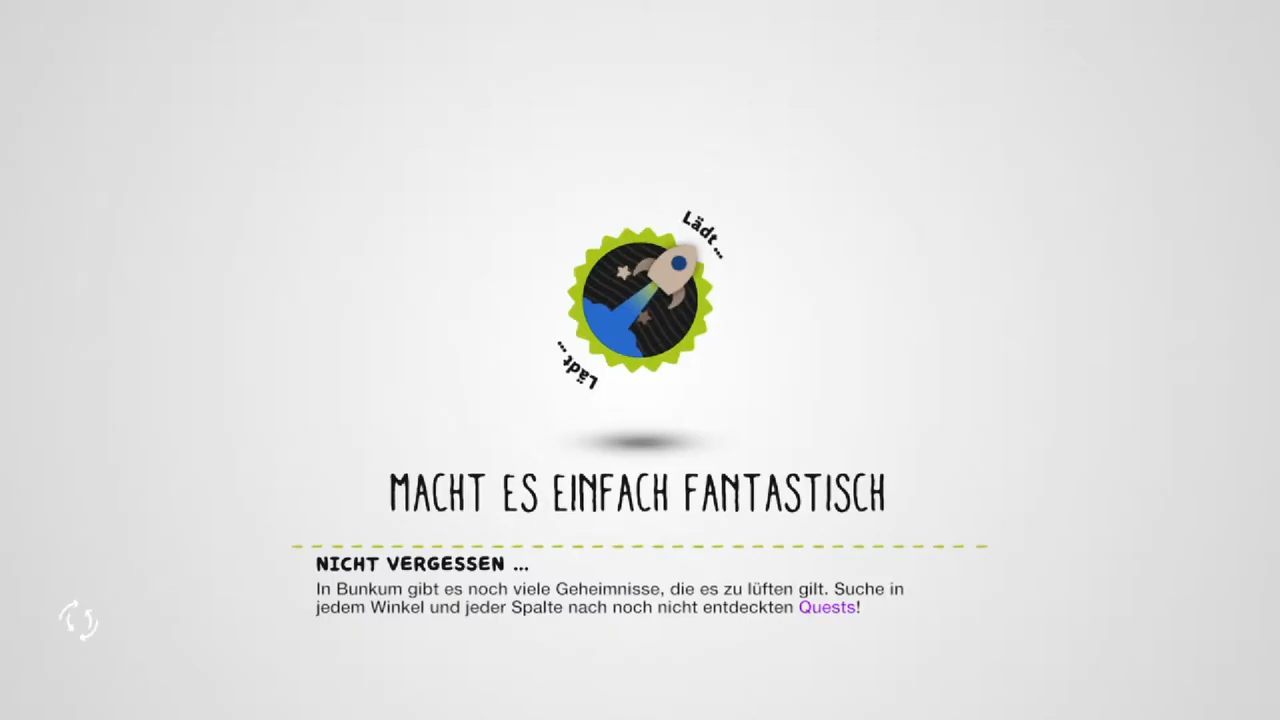 Lädt ...
Lädt ...
MACHT ES EINFACH FANTASTISCH
NICHT VERGESSEN ...
In Bunkum gibt es noch viele Geheimnisse, die es zu lüften gilt. Suche in
jedem Winkel und jeder Spalte nach noch nicht entdeckten Quests!